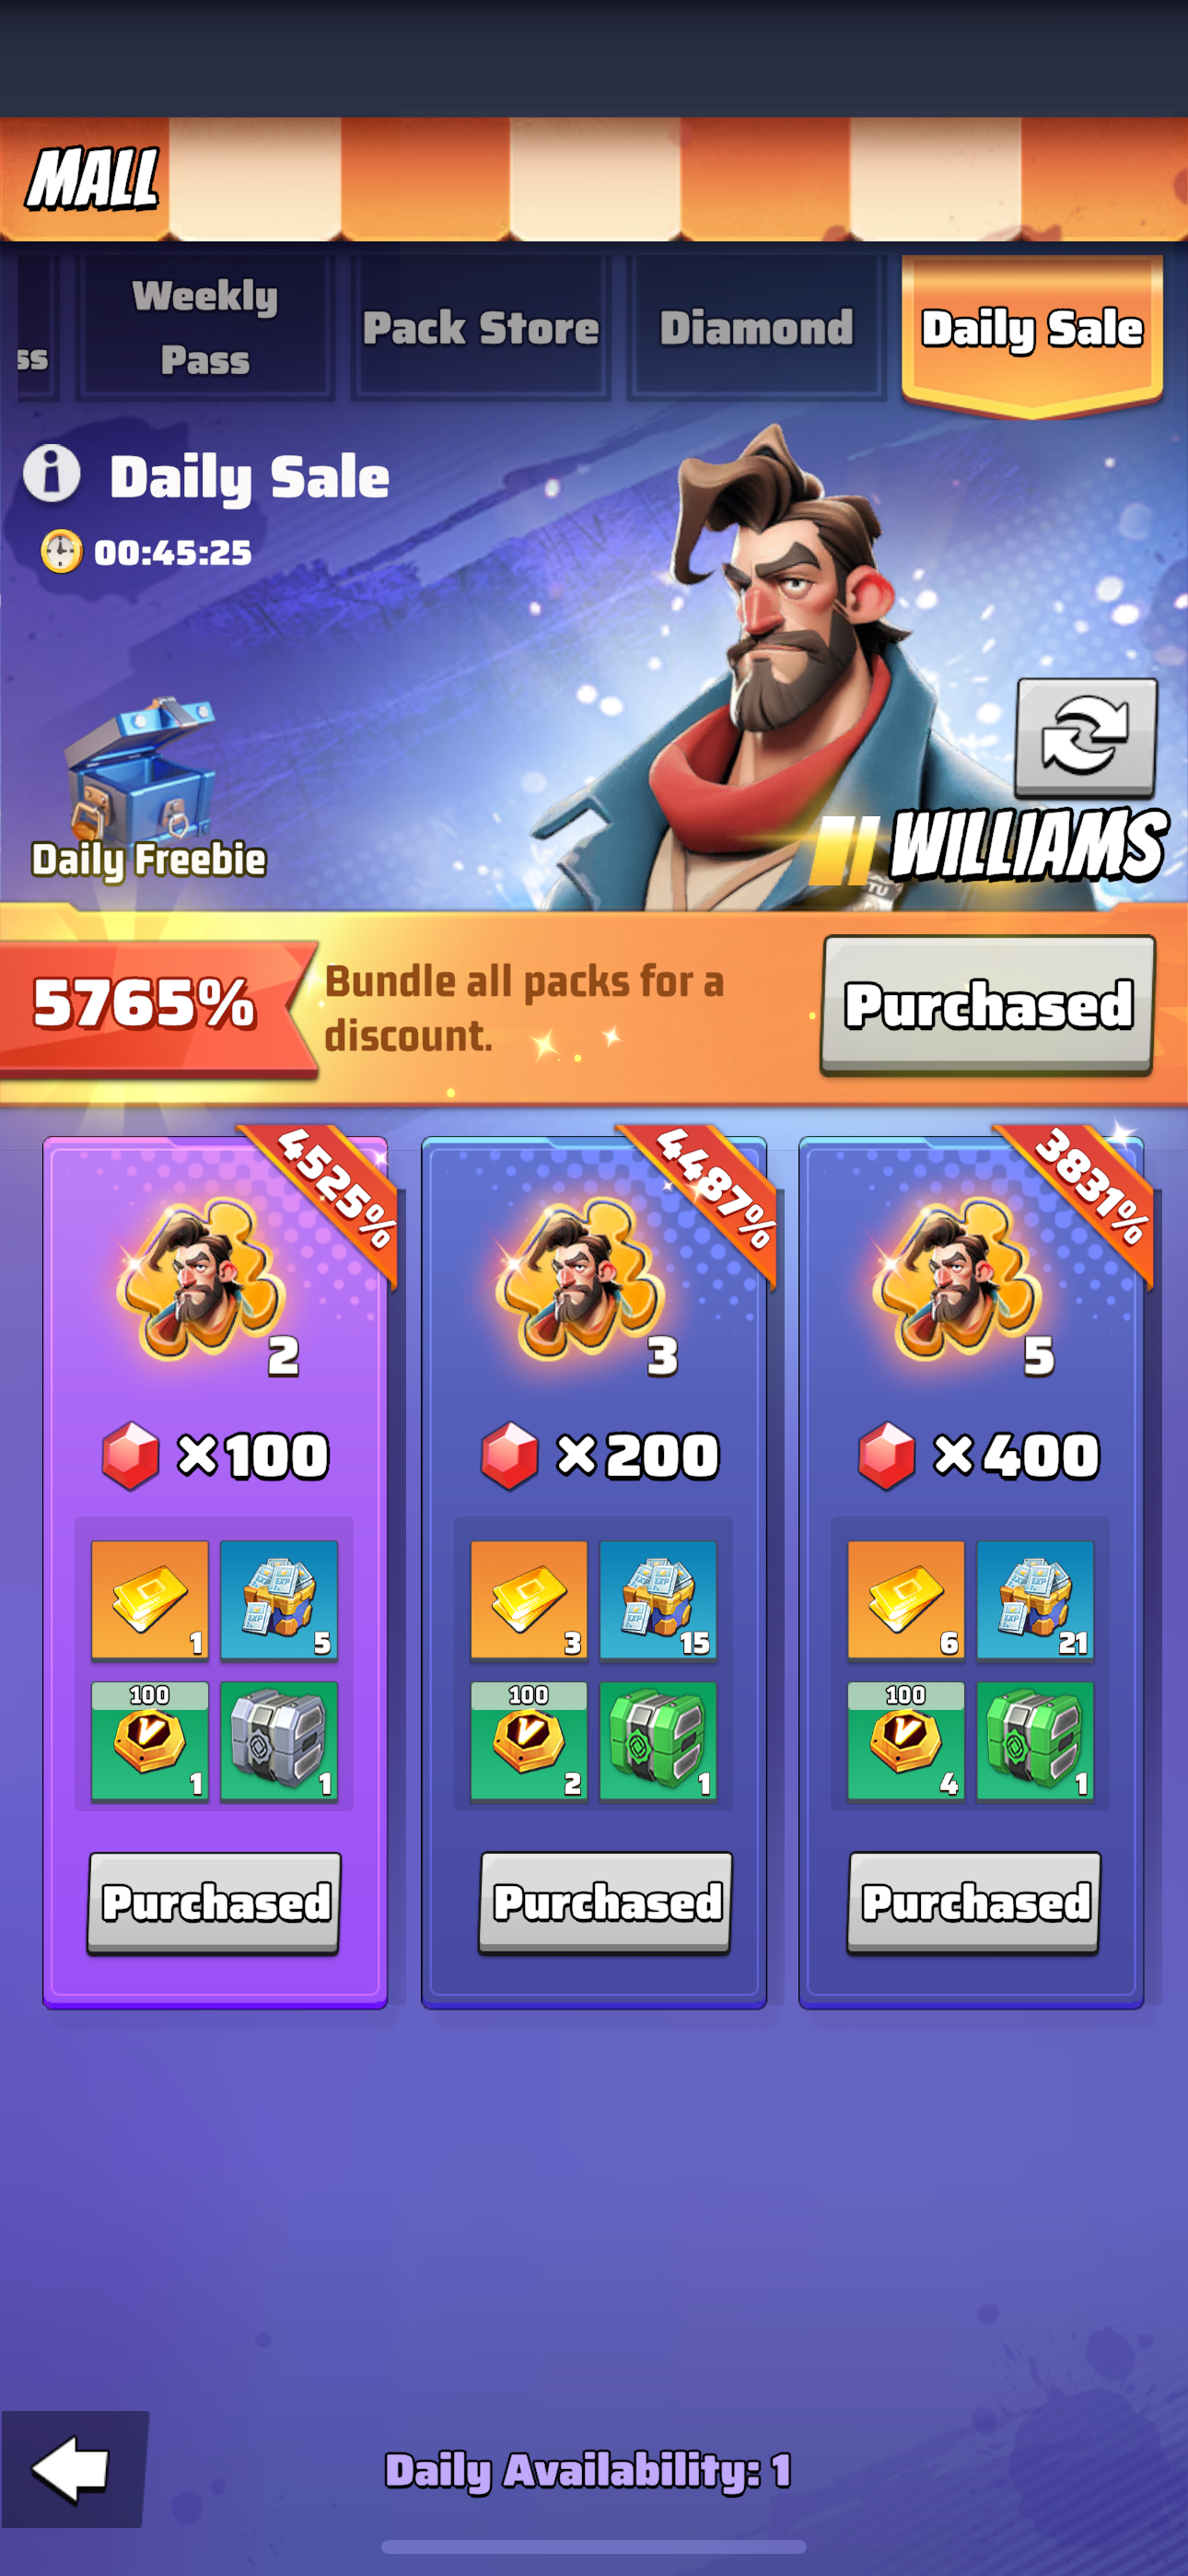 MALL
ss
Weekly
Pass
Pack Store
Diamond
Daily Sale
Daily Sale
00:45:25
Daily Freebie
WILLIAMS
5765%
Bundle all packs for a
discount.
Purchased
4525%
4487%
3831%
2
3
5
×100
×200
×400
1
5
3
15
6
21
100
1
1
100
2
1
100
4
1
Purchased
Purchased
Purchased
Daily Availability: 1